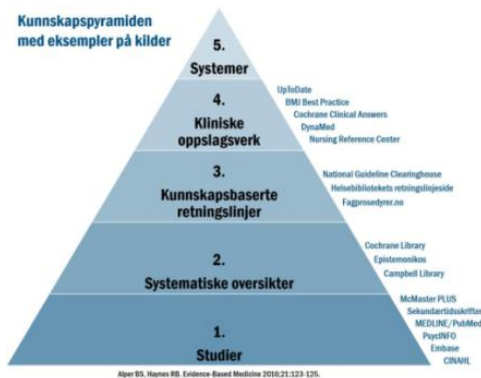 Kunnskapspyramiden
med eksempler på kilder
5.
Systemer
4.
Kliniske
oppslagsverk
UpToDate
BMJ Best Practice
Cochrane Clinical Answers
DynaMed
Nursing Reference Center
3.
Kunnskapsbaserte
retningslinjer
National Guideline Clearinghouse
Helsebibliotekets retningslinjeside
Fagprosedyrer.no
2.
Systematiske oversikter
Cochrane Library
Epistemonikos
Campbell Library
1.
Studier
McMaster PLUS
Sekundærtidsskrifter
MEDLINE/PubMed
PsycINFO
Embase
CINAHL
Alper BS, Haynes RB. Evidence-Based Medicine 2016;21:123-125.